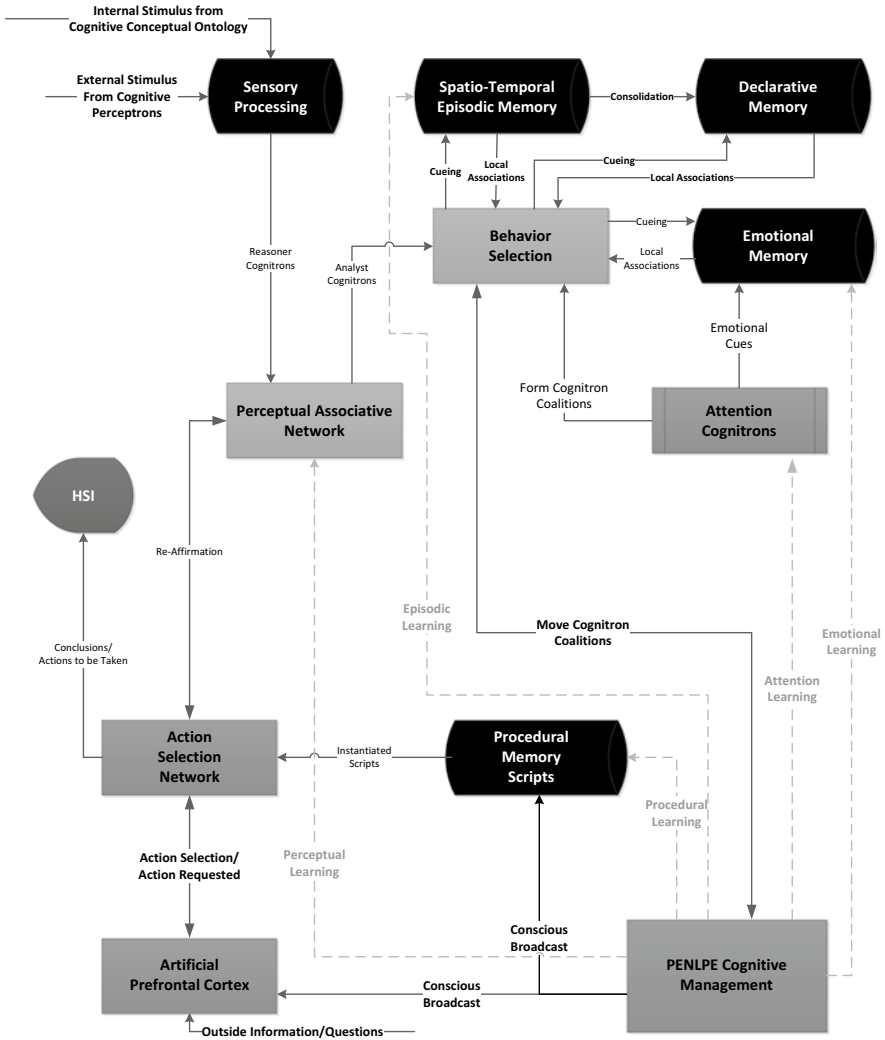 Internal Stimulus from
Cognitive Conceptual Ontology
External Stimulus
From Cognitive
Perceptrons
Sensory
Processing
Spatio-Temporal
Episodic Memory
Consolidation
Declarative
Memory
Cueing
Local
Associations
Cueing
Local Associations
Behavior
Selection
Cueing
Local
Associations
Emotional
Memory
Reasoner
Cognitrons
Analyst
Cognitrons
Emotional
Cues
Form Cognitron
Coalitions
Attention
Cognitrons
Perceptual Associative
Network
HSI
Re-Affirmation
Episodic
Learning
Move Cognitron
Coalitions
Emotional
Learning
Conclusions/
Actions to be Taken
Attention
Learning
Action
Selection
Network
Instantiated
Scripts
Procedural
Memory
Scripts
Procedural
Learning
Action Selection/
Action Requested
Perceptual
Learning
Conscious
Broadcast
Artificial
Prefrontal Cortex
Conscious
Broadcast
PENLPE Cognitive
Management
Outside Information/Questions